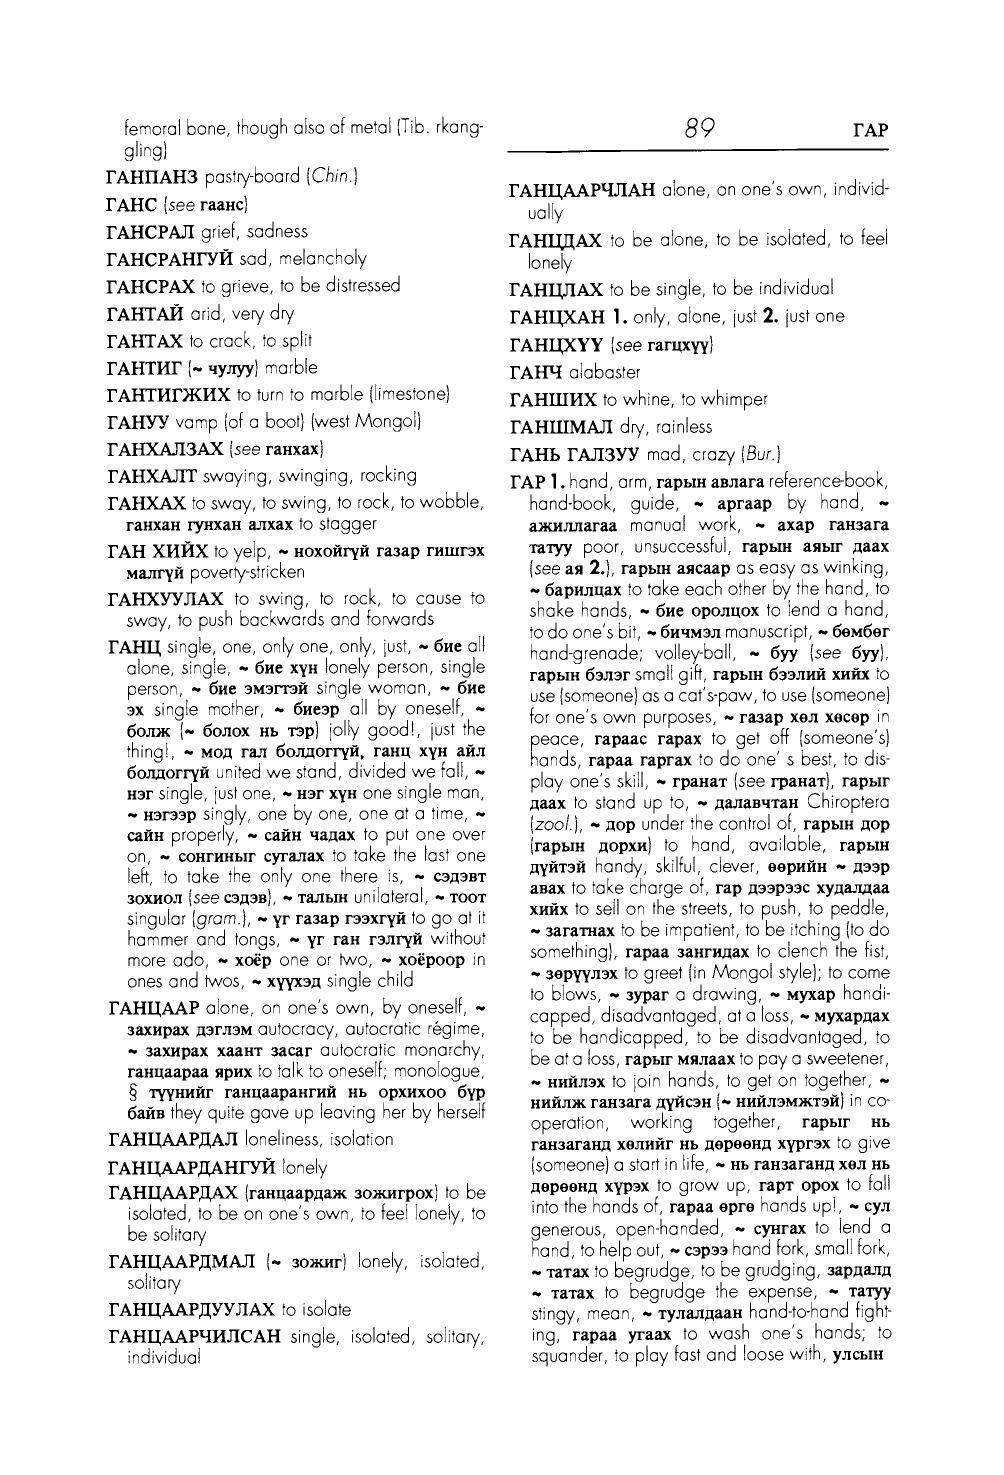 femoral bone, though also of metal (Tib. rkang-
gling)
ГАНПАНЗ pastry-board (Chin.)
ГАНС (see гаанс)
ГАНСРАЛ grief, sadness
ГАНСРАНГУЙ sad, melancholy
ГАНСРАХ to grieve, to be distressed
ГАНТАЙ arid, very dry
ГАНТАХ to crack, to split
ГАНТИГ (~ чулуу) marble
ГАНТИГЖИХ to turn to marble (limestone)
ГАНУУ vamp (of a boot) (west Mongol)
ГАНХАЛЗАХ (see ганхах)
ГАНХАЛТ swaying, swinging, rocking
ГАНХАХ to sway, to swing, to rock, to wobble,
ганхан гунхан алхах to stagger
ГАН ХИЙХ to yelp, ~ нохойгүй газар гишгэх
малгүй poverty-stricken
ГАНХУУЛАХ to swing, to rock, to cause to
sway, to push backwards and forwards
ГАНЦ single, one, only one, only, just, ~ бие all
alone, single, ~ бие хүн lonely person, single
person, ~ бие эмэгтэй single woman, ~ бие
эх single mother, ~ биеэр all by oneself, ~
болж (~ болох нь тэр) jolly good!, just the
thing!, ~ мод гал болдоггүй, ганц хүн айл
болдоггүй united we stand, divided we fall, ~
нэг single, just one, ~ нэг хүн one single man,
~ нэгээр singly, one by one, one at a time, ~
сайн properly, ~ сайн чадах to put one over
on, ~ сонгиныг сугалах to take the last one
left, to take the only one there is, ~ сэдэвт
зохиол (see сэдэв), ~ талын unilateral, ~ тоот
singular (gram.), ~ үг газар гээхгүй to go at it
hammer and tongs, ~ үг ган гэлгүй without
more ado, ~ хоёр one or two, ~ хоёроор in
ones and twos, ~ хүүхэд single child
ГАНЦААР alone, on one's own, by oneself, ~
захирах дэглэм autocracy, autocratic régime,
~ захирах хаант засаг autocratic monarchy,
ганцаараа ярих to talk to oneself; monologue,
§ түүнийг ганцаарангий нь орхихоо бүр
байв they quite gave up leaving her by herself
ГАНЦААРДАЛ loneliness, isolation
ГАНЦААРДАНГУЙ lonely
ГАНЦААРДАХ (ганцаардаж зожигрох) to be
isolated, to be on one's own, to feel lonely, to
be solitary
ГАНЦААРДМАЛ (~ зожиг) lonely, isolated,
solitary
ГАНЦААРДУУЛАХ to isolate
ГАНЦААРЧИЛСАН single, isolated, solitary,
individual
89 ГАР
ГАНЦААРЧЛАН alone, on one's own, individ-
ually
ГАНЦДАХ to be alone, to be isolated, to feel
lonely
ГАНЦЛАХ to be single, to be individual
ГАНЦХАН 1. only, alone, just 2. just one
ГАНЦХҮҮ (see гагцхүү)
ГАНЧ alabaster
ГАНШИХ to whine, to whimper
ГАНШМАЛ dry, rainless
ГАНЬ ГАЛЗУУ mad, crazy (Bur.)
ГАР 1. hand, arm, гарын авлага reference-book,
hand-book, guide, ~ аргаар by hand, ~
ажиллагаа manual work, ~ ахар ганзага
татуу poor, unsuccessful, гарын аяыг даах
(see ая 2.), гарын аясаар as easy as winking,
~ барилцах to take each other by the hand, to
shake hands, ~ бие оролцох to lend a hand,
to do one's bit, ~ бичмэл manuscript, ~ бөмбөг
hand-grenade; volley-ball, ~ буу (see буу),
гарын бэлэг small gift, гарын бээлий хийх to
use (someone) as a cat's-paw, to use (someone)
for one's own purposes, ~ газар хөл хөсөр in
peace, гараас гарах to get off (someone's)
hands, гараа гаргах to do one' s best, to dis-
play one's skill, ~ гранат (see гранат), гарыг
даах to stand up to, ~ далавчтан Chiroptera
(zool.), ~ дор under the control of, гарын дор
(гарын дорхи) to hand, available, гарын
дүйтэй handy, skilful, clever, өөрийн ~ дээр
авах to take charge of, гар дээрээс худалдаа
хийх to sell on the streets, to push, to peddle,
~ загатнах to be impatient, to be itching (to do
something), гараа зангидах to clench the fist,
~ зөрүүлэх to greet (in Mongol style); to come
to blows, ~ зураг a drawing, ~ мухар handi-
capped, disadvantaged, at a loss, ~ мухардах
to be handicapped, to be disadvantaged, to
be at a loss, гарыг мялаах to pay a sweetener,
~ нийлэх to join hands, to get on together, ~
нийлж ганзага дүйсэн (~ нийлэмжтэй) in co-
operation, working together, гарыг нь
ганзаганд хөлийг нь дөрөөнд хүргэх to give
(someone) a start in life, ~ нь ганзаганд хөл нь
дөрөөнд хүрэх to grow up, гарт орох to fall
into the hands of, гараа өргө hands up!, ~ сул
generous, open-handed, ~ сунгах to lend a
hand, to help out, ~ сэрээ hand fork, small fork,
~ татах to begrudge, to be grudging, зардалд
~ татах to begrudge the expense, ~ татуу
stingy, mean, ~ тулалдаан hand-to-hand fight-
ing, гараа угаах to wash one's hands; to
squander, to play fast and loose with, улсын